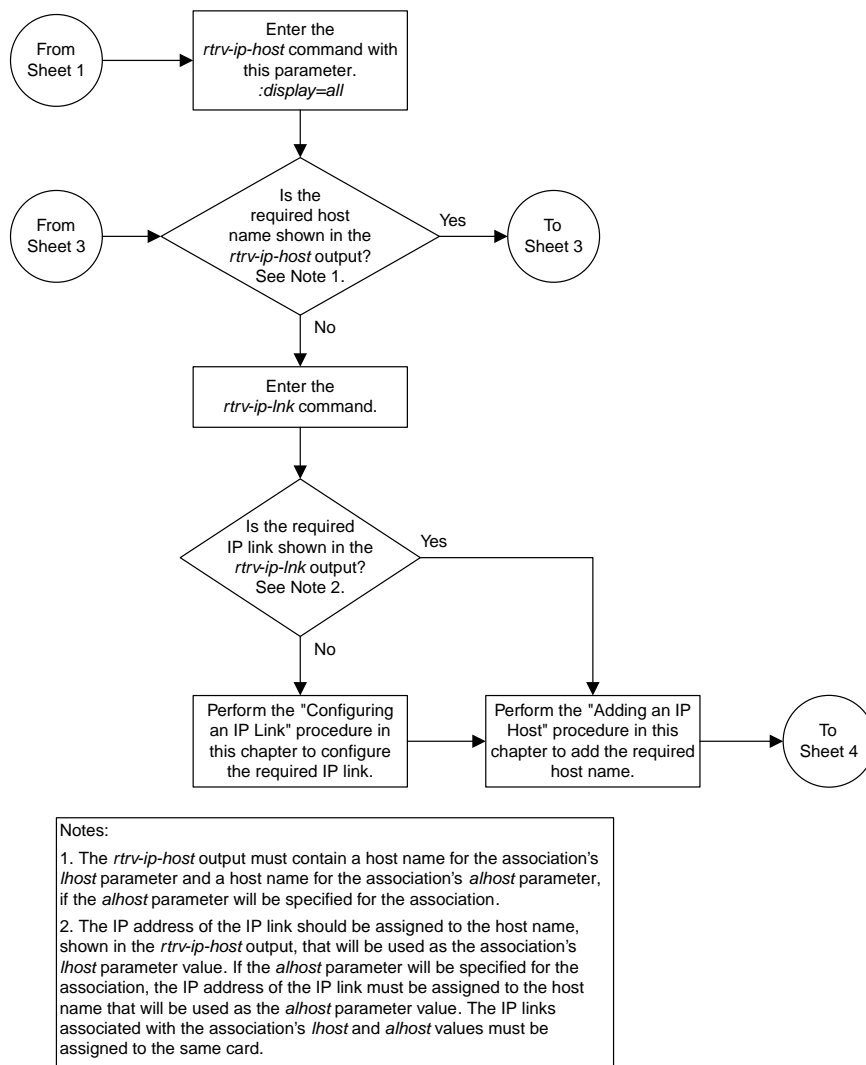 From
Sheet 1
Enter the
rtrv-ip-host command with
this parameter.
:display=all
From
Sheet 3
Is the
required host
name shown in the
rtrv-ip-host output?
See Note 1.
Yes
To
Sheet 3
No
Enter the
rtrv-ip-lnk command.
Is the required
IP link shown in the
rtrv-ip-lnk output?
See Note 2.
Yes
No
Perform the "Configuring
an IP Link" procedure in
this chapter to configure
the required IP link.
Perform the "Adding an IP
Host" procedure in this
chapter to add the required
host name.
To
Sheet 4
Notes:
1. The rtrv-ip-host output must contain a host name for the association's
lhost parameter and a host name for the association's alhost parameter,
if the alhost parameter will be specified for the association.
2. The IP address of the IP link should be assigned to the host name,
shown in the rtrv-ip-host output, that will be used as the association's
lhost parameter value. If the alhost parameter will be specified for the
association, the IP address of the IP link must be assigned to the host
name that will be used as the alhost parameter value. The IP links
associated with the association's lhost and alhost values must be
assigned to the same card.